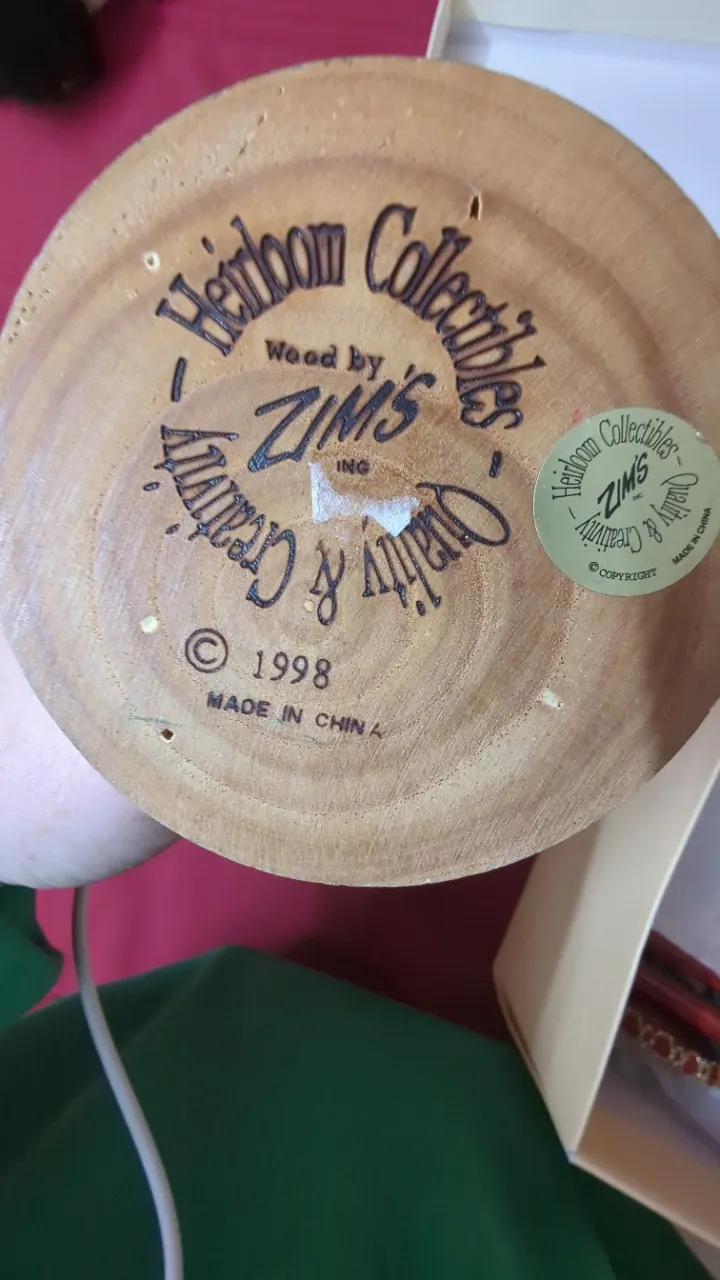 - Heirloom Collectibles -
Wood by
ZIM'S
ING
Quality & Creativity
© 1998
MADE IN CHINA
- Heirloom Collectibles -
ZIM'S
INC.
Quality & Creativity
© COPYRIGHT
MADE IN CHINA